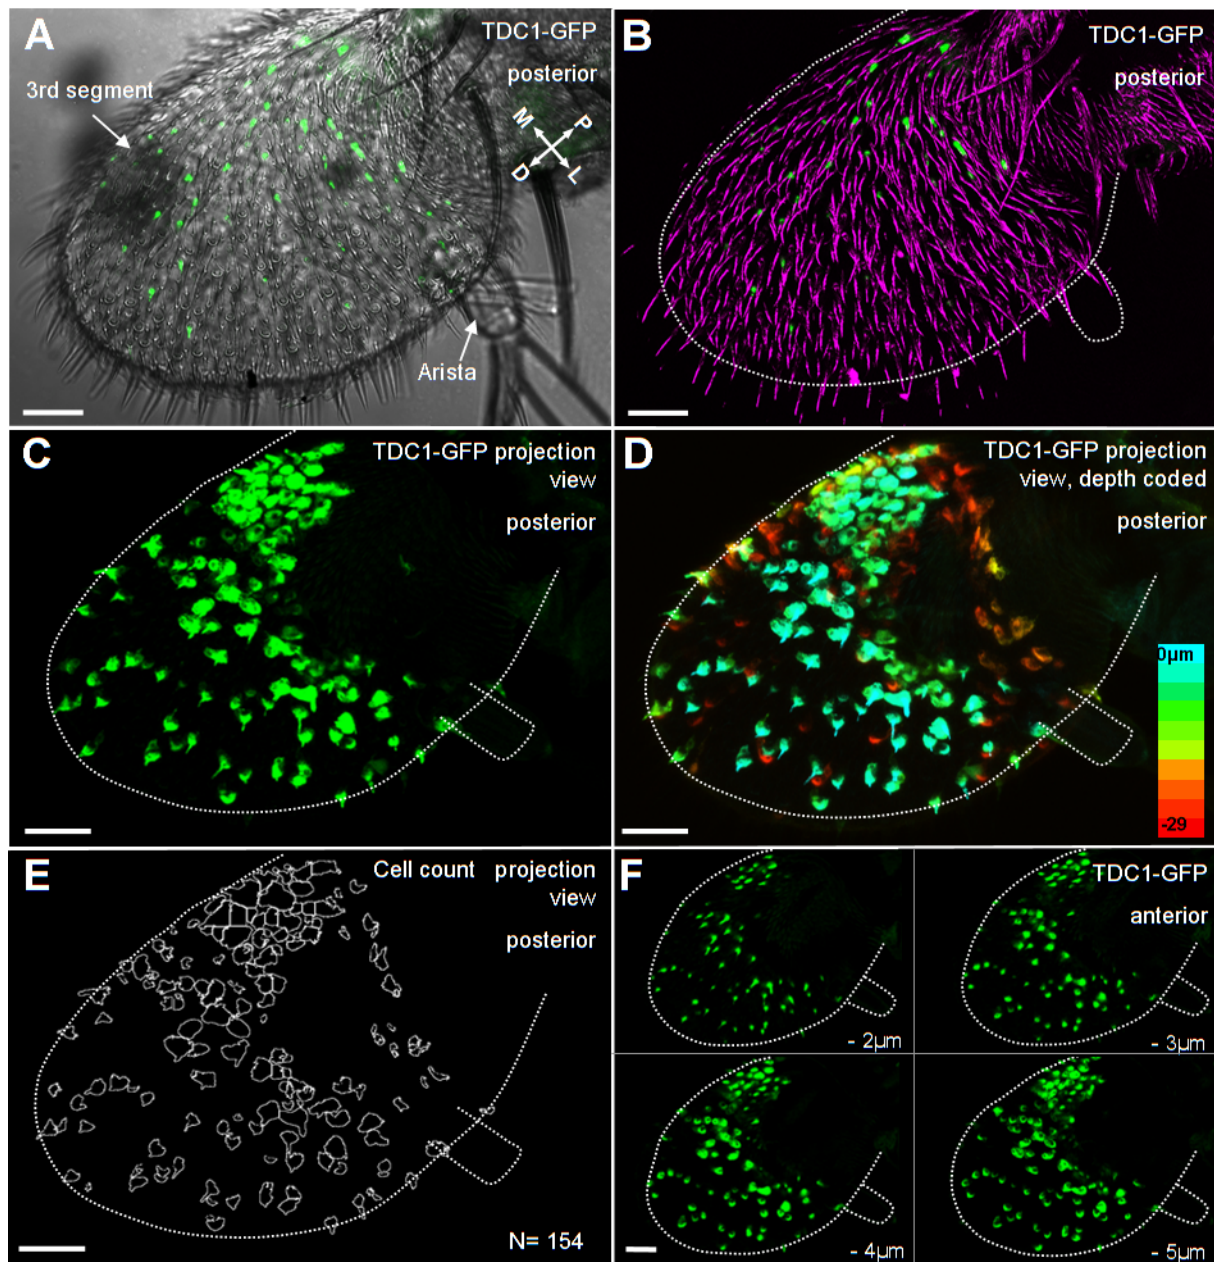 A
TDC1-GFP
posterior
3rd segment
M
P
D
L
Arista
B
TDC1-GFP
posterior
C
TDC1-GFP projection
view
posterior
D
TDC1-GFP projection
view, depth coded
posterior
0µm
-29
E
Cell count projection
view
posterior
N= 154
F
TDC1-GFP
anterior
- 2µm
- 3µm
- 4µm
- 5µm